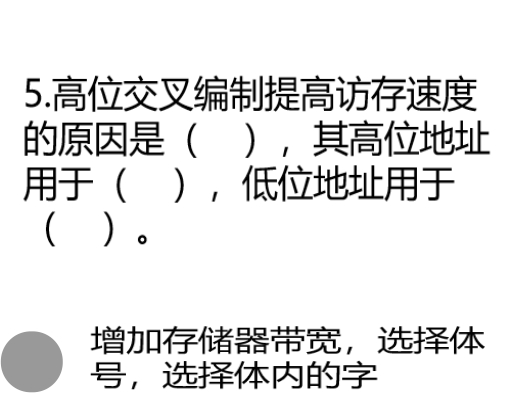 5.高位交叉编制提高访存速度
的原因是（　），其高位地址
用于（　），低位地址用于
（　）。
增加存储器带宽，选择体
号，选择体内的字